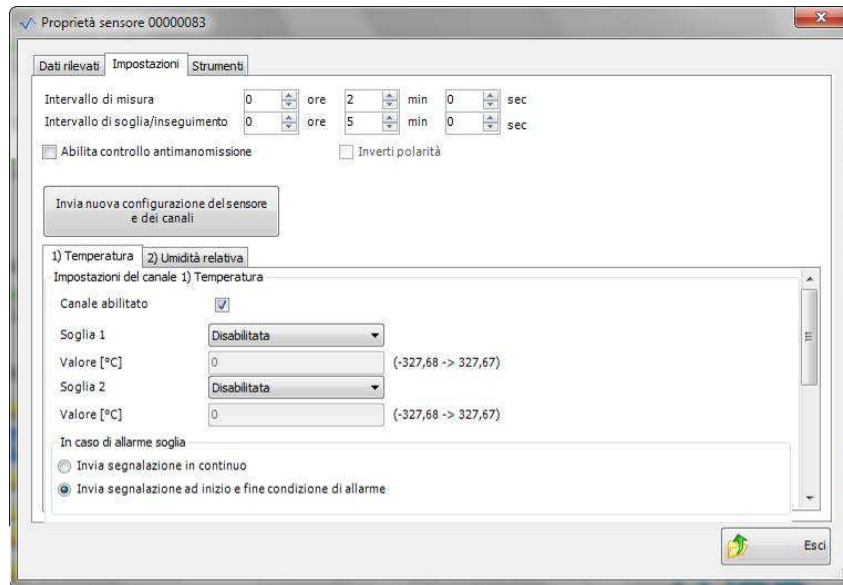 Proprietà sensore 00000083
Dati rilevati Impostazioni Strumenti
Intervallo di misura 0 ore 2 min 0 sec
Intervallo di soglia/inseguimento 0 ore 5 min 0 sec
Abilita controllo antimanomissione Inverti polarità
Invia nuova configurazione del sensore
e dei canali
1) Temperatura 2) Umidità relativa
Impostazioni del canale 1) Temperatura
Canale abilitato
Soglia 1 Disabilitata
Valore [°C] 0 (-327,68 -> 327,67)
Soglia 2 Disabilitata
Valore [°C] 0 (-327,68 -> 327,67)
In caso di allarme soglia
Invia segnalazione in continuo
Invia segnalazione ad inizio e fine condizione di allarme
Esci